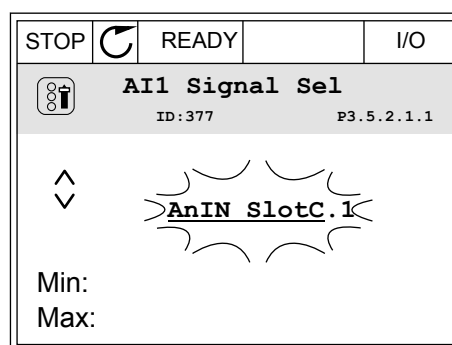 STOP READY I/O
AI1 Signal Sel
ID:377 P3.5.2.1.1
AnIN SlotC.1
Min:
Max: